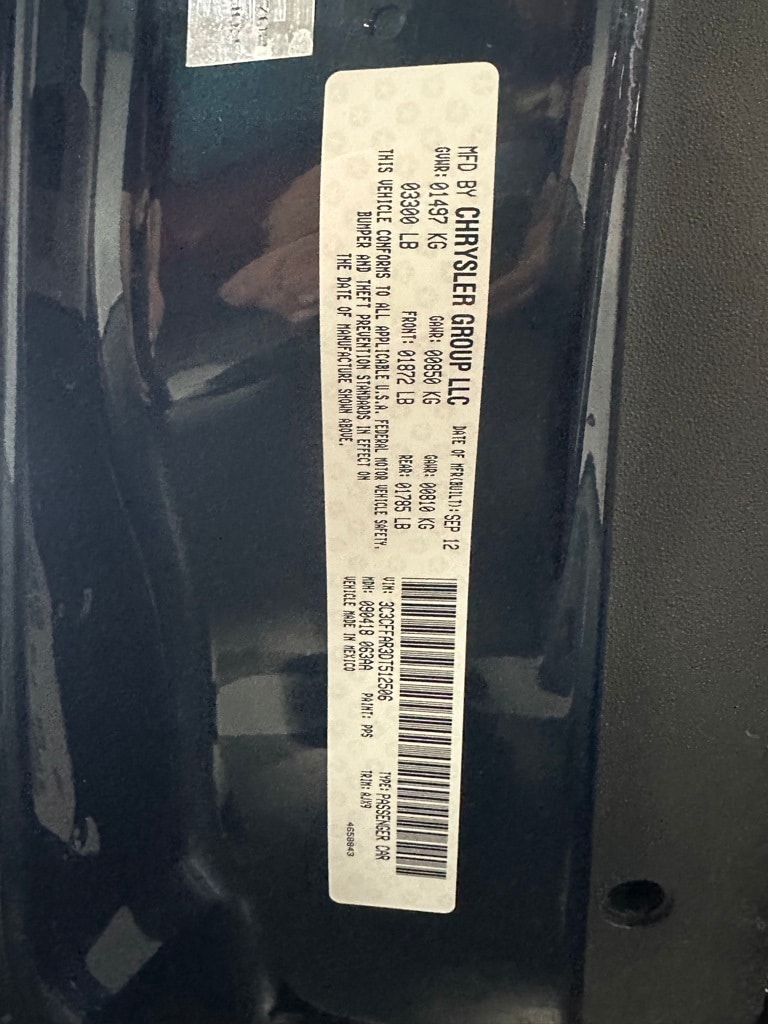 MFD BY CHRYSLER GROUP LLC DATE OF MFR(BUILT): SEP 12
GVWR: 01497 KG GAWR: 00850 KG GAWR: 00810 KG
03300 LB FRONT: 01872 LB REAR: 01785 LB
THIS VEHICLE CONFORMS TO ALL APPLICABLE U.S.A. FEDERAL MOTOR VEHICLE SAFETY,
BUMPER AND THEFT PREVENTION STANDARDS IN EFFECT ON
THE DATE OF MANUFACTURE SHOWN ABOVE.
VIN: 3C3CFFAR3DT512506 TYPE: PASSENGER CAR
MDH: 090418 063AA PAINT: PPS TRIM: AJX9
VEHICLE MADE IN MEXICO
4658043